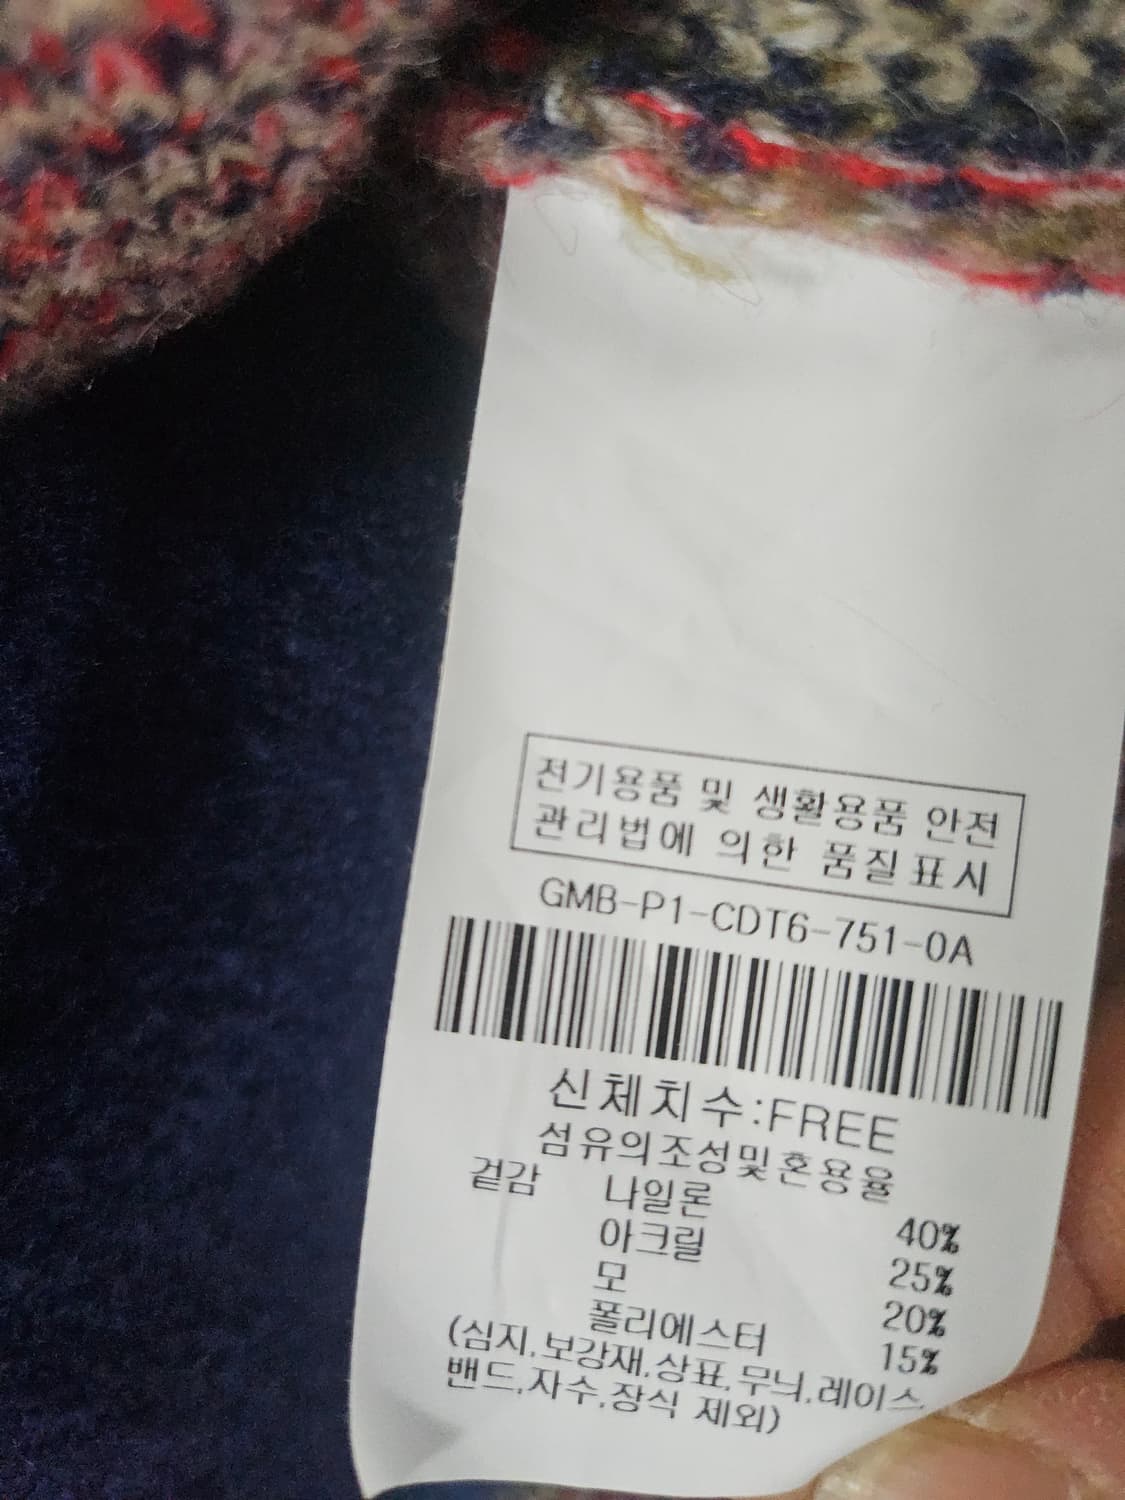 전기용품 및 생활용품 안전
관리법에 의한 품질표시
GMB-P1-CDT6-751-0A
신체치수:FREE
섬유의조성및혼용율
겉감 나일론 40%
아크릴 25%
모 20%
폴리에스터 15%
(심지,보강재,상표,무늬,레이스,
밴드,자수,장식 제외)